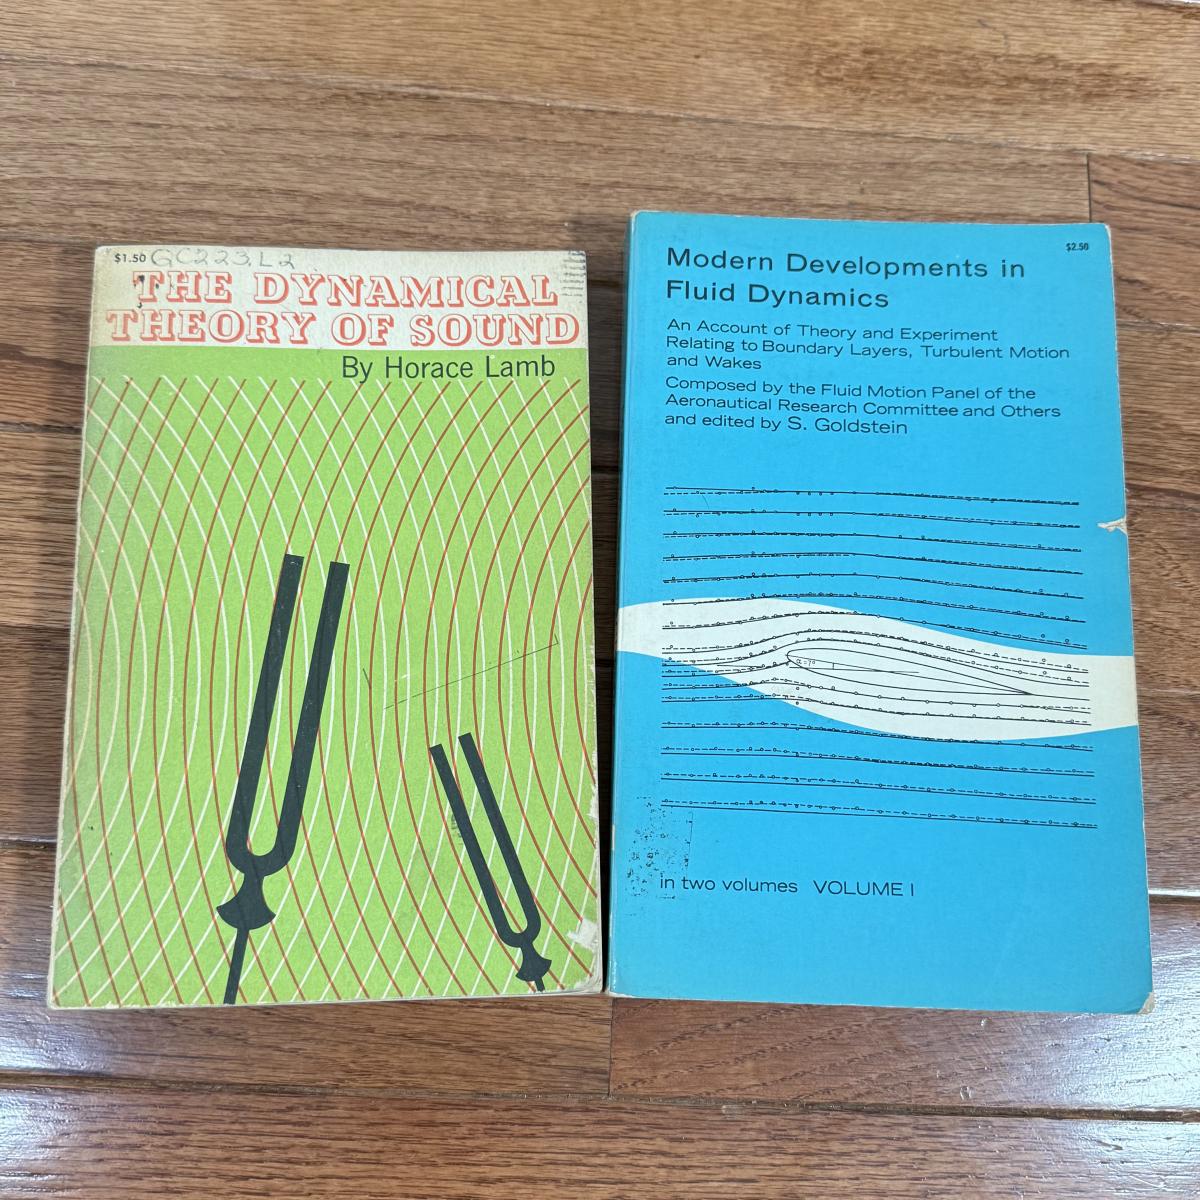 $1.50 GC223.L2
THE DYNAMICAL
THEORY OF SOUND
By Horace Lamb
$2.50
Modern Developments in
Fluid Dynamics
An Account of Theory and Experiment
Relating to Boundary Layers, Turbulent Motion
and Wakes
Composed by the Fluid Motion Panel of the
Aeronautical Research Committee and Others
and edited by S. Goldstein
in two volumes VOLUME I